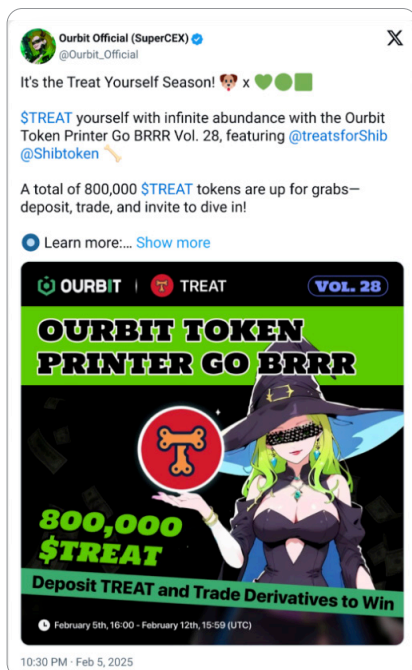 Ourbit Official (SuperCEX)
X
@Ourbit_Official
It's the Treat Yourself Season! 🐶 x 💚🟢🟩
$TREAT yourself with infinite abundance with the Ourbit
Token Printer Go BRRR Vol. 28, featuring @treatsforShib
@Shibtoken 🦴
A total of 800,000 $TREAT tokens are up for grabs—
deposit, trade, and invite to dive in!
🔵 Learn more:... Show more
OURBIT | T TREAT
VOL. 28
OURBIT TOKEN
PRINTER GO BRRR
T
800,000
$TREAT
Deposit TREAT and Trade Derivatives to Win
February 5th, 16:00 - February 12th, 15:59 (UTC)
10:30 PM · Feb 5, 2025